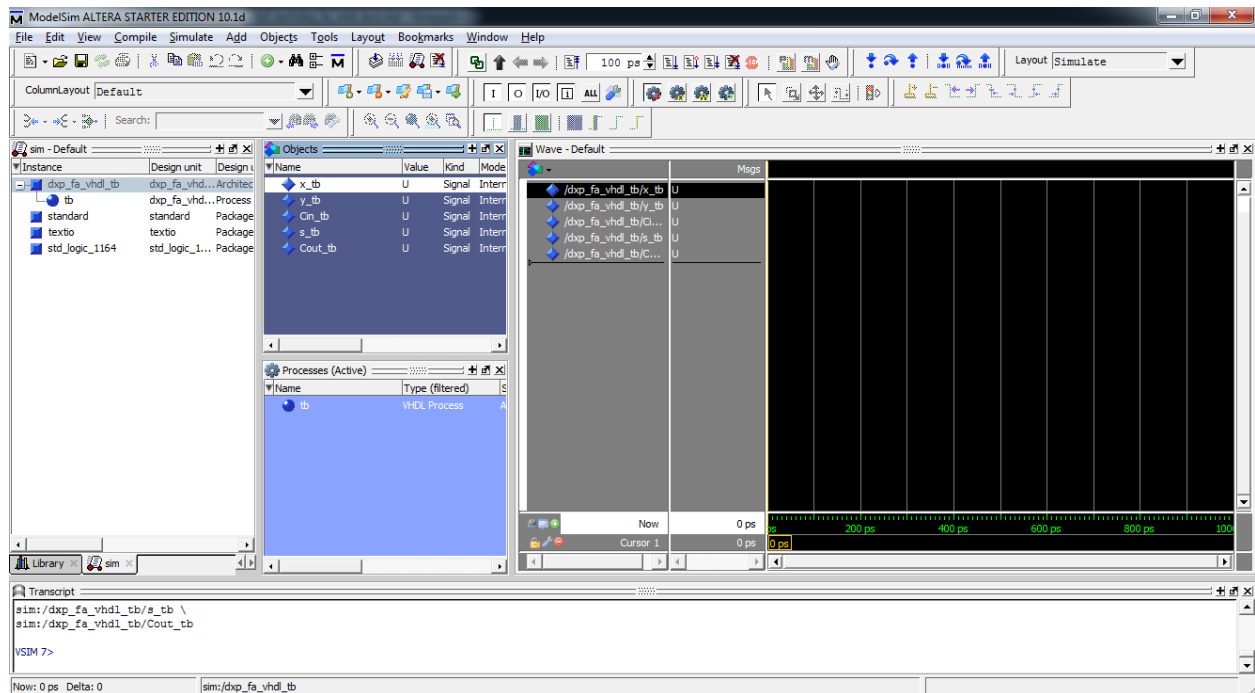 ModelSim ALTERA STARTER EDITION 10.1d
File Edit View Compile Simulate Add Objects Tools Layout Bookmarks Window Help
100 ps
ALL
Layout Simulate
ColumnLayout Default
I O I/O ALL
Search:
sim - Default
Instance Design unit Design
dxp_fa_vhdl_tb dxp_fa_vhd... Architec
tb dxp_fa_vhd... Process
standard standard Package
textio textio Package
std_logic_1164 std_logic_1... Package
Library sim
Objects
Name Value Kind Mode
x_tb U Signal Intern
y_tb U Signal Intern
Cin_tb U Signal Intern
s_tb U Signal Intern
Cout_tb U Signal Intern
Processes (Active)
Name Type (filtered) S
tb VHDL Process A
Wave - Default
Msgs
/dxp_fa_vhdl_tb/x_tb U
/dxp_fa_vhdl_tb/y_tb U
/dxp_fa_vhdl_tb/Ci... U
/dxp_fa_vhdl_tb/s_tb U
/dxp_fa_vhdl_tb/C... U
Now 0 ps ps 200 ps 400 ps 600 ps 800 ps 100
Cursor 1 0 ps 0 ps
Transcript
sim:/dxp_fa_vhdl_tb/s_tb \
sim:/dxp_fa_vhdl_tb/Cout_tb
VSIM 7>
Now: 0 ps Delta: 0 sim:/dxp_fa_vhdl_tb